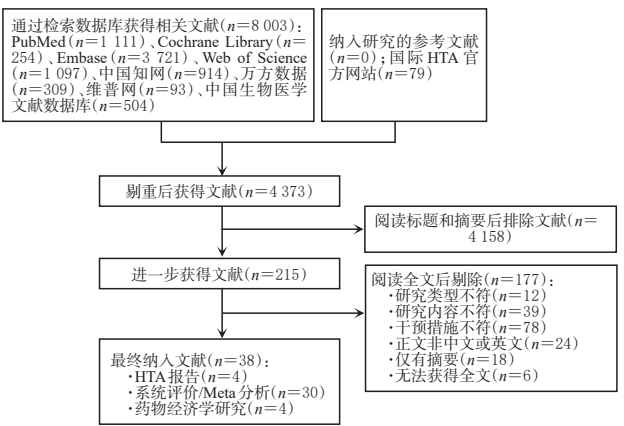 通过检索数据库获得相关文献(n=8 003):
PubMed(n=1 111)、Cochrane Library(n=
254)、Embase(n=3 721)、Web of Science
(n=1 097)、中国知网(n=914)、万方数据
(n=309)、维普网(n=93)、中国生物医学
文献数据库(n=504)
纳入研究的参考文献
(n=0);国际 HTA 官
方网站(n=79)
剔重后获得文献(n=4 373)
阅读标题和摘要后排除文献(n=
4 158)
进一步获得文献(n=215)
阅读全文后剔除(n=177):
·研究类型不符(n=12)
·研究内容不符(n=39)
·干预措施不符(n=78)
·正文非中文或英文(n=24)
·仅有摘要(n=18)
·无法获得全文(n=6)
最终纳入文献(n=38):
·HTA报告(n=4)
·系统评价/Meta分析(n=30)
·药物经济学研究(n=4)